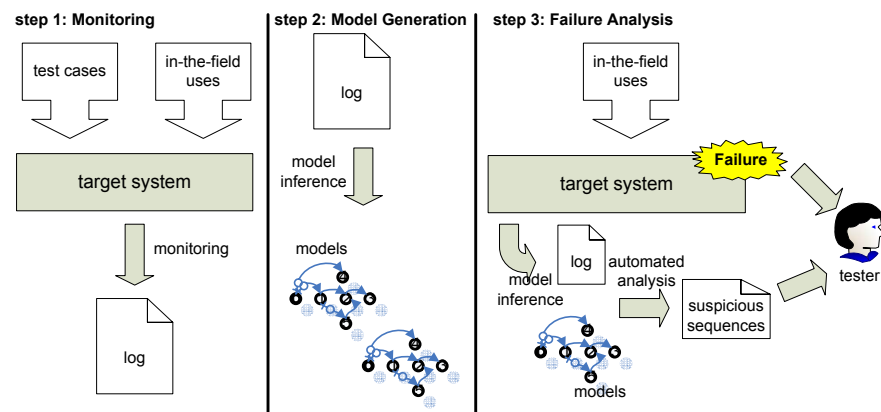 step 1: Monitoring
test cases
in-the-field
uses
target system
monitoring
log
step 2: Model Generation
log
model
inference
models
step 3: Failure Analysis
in-the-field
uses
Failure
target system
model
inference
log
automated
analysis
suspicious
sequences
tester
models